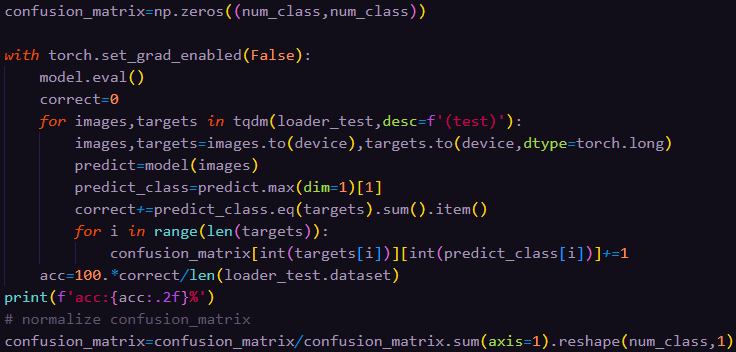 confusion_matrix=np.zeros((num_class,num_class))

with torch.set_grad_enabled(False):
    model.eval()
    correct=0
    for images,targets in tqdm(loader_test,desc=f'(test)'):
        images,targets=images.to(device),targets.to(device,dtype=torch.long)
        predict=model(images)
        predict_class=predict.max(dim=1)[1]
        correct+=predict_class.eq(targets).sum().item()
        for i in range(len(targets)):
            confusion_matrix[int(targets[i])][int(predict_class[i])]+=1
    acc=100.*correct/len(loader_test.dataset)
print(f'acc:{acc:.2f}%')
# normalize confusion_matrix
confusion_matrix=confusion_matrix/confusion_matrix.sum(axis=1).reshape(num_class,1)